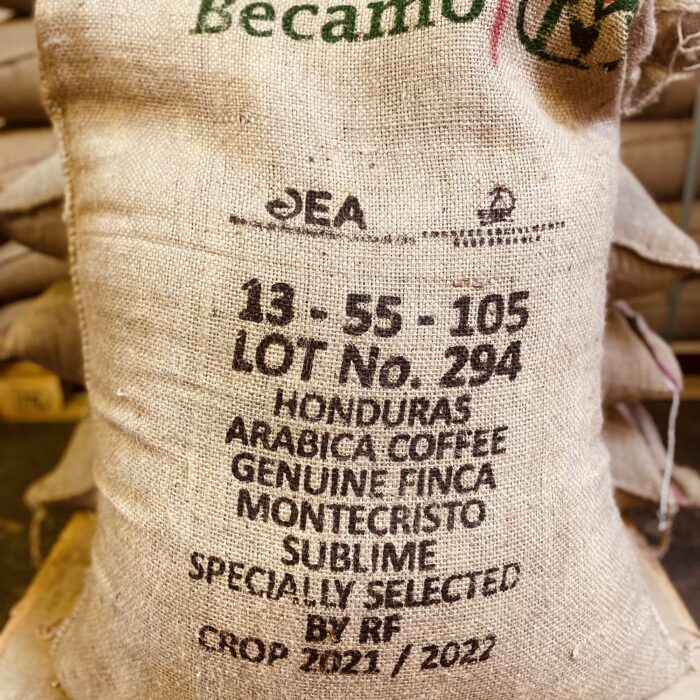 Becamo
OEA
13 - 55 - 105
LOT No. 294
HONDURAS
ARABICA COFFEE
GENUINE FINCA
MONTECRISTO
SUBLIME
SPECIALLY SELECTED
BY RF
CROP 2021 / 2022